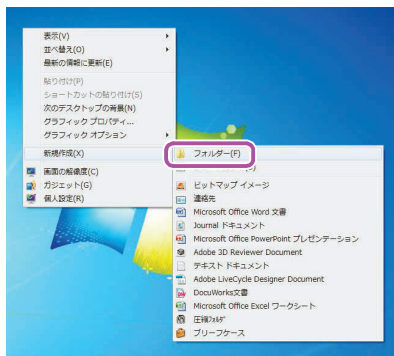 表示(V)
並べ替え(O)
最新の情報に更新(E)
貼り付け(P)
ショートカットの貼り付け(S)
次のデスクトップの背景(N)
グラフィック プロパティ...
グラフィック オプション
新規作成(X)
画面の解像度(C)
ガジェット(G)
個人設定(R)
フォルダー(F)
ビットマップ イメージ
連絡先
Microsoft Office Word 文書
Journal ドキュメント
Microsoft Office PowerPoint プレゼンテーション
Adobe 3D Reviewer Document
テキスト ドキュメント
Adobe LiveCycle Designer Document
DocuWorks文書
Microsoft Office Excel ワークシート
圧縮ﾌｫﾙﾀﾞ
ブリーフケース